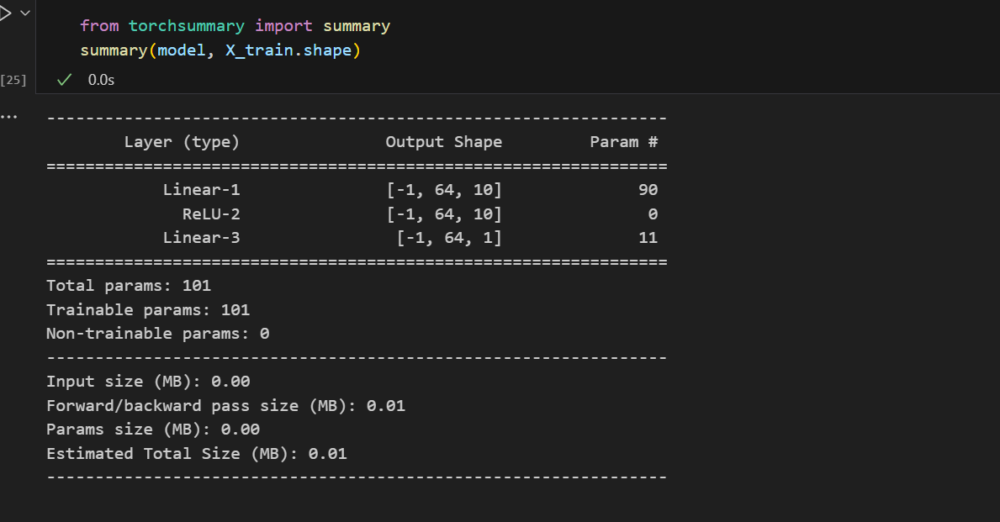 from torchsummary import summary
summary(model, X_train.shape)
[25]
0.0s
...
----------------------------------------------------------------
Layer (type) Output Shape Param #
================================================================
Linear-1 [-1, 64, 10] 90
ReLU-2 [-1, 64, 10] 0
Linear-3 [-1, 64, 1] 11
================================================================
Total params: 101
Trainable params: 101
Non-trainable params: 0
----------------------------------------------------------------
Input size (MB): 0.00
Forward/backward pass size (MB): 0.01
Params size (MB): 0.00
Estimated Total Size (MB): 0.01
----------------------------------------------------------------